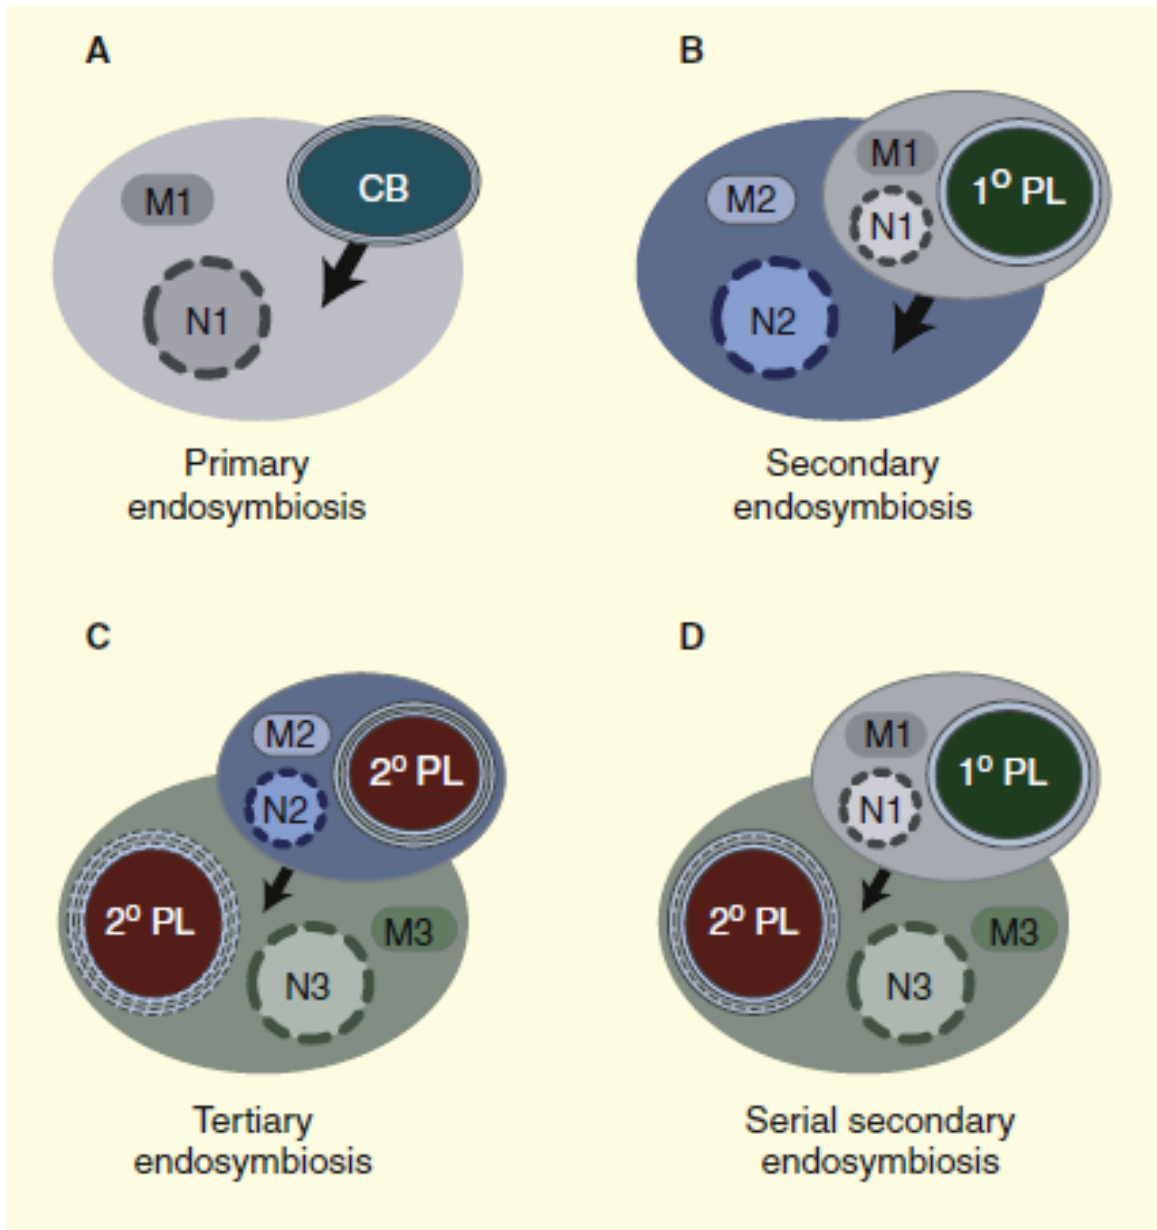 A
M1
CB
N1
Primary
endosymbiosis
B
M1
1º PL
M2
N1
N2
Secondary
endosymbiosis
C
M2
2º PL
N2
2º PL
M3
N3
Tertiary
endosymbiosis
D
M1
1º PL
N1
2º PL
M3
N3
Serial secondary
endosymbiosis